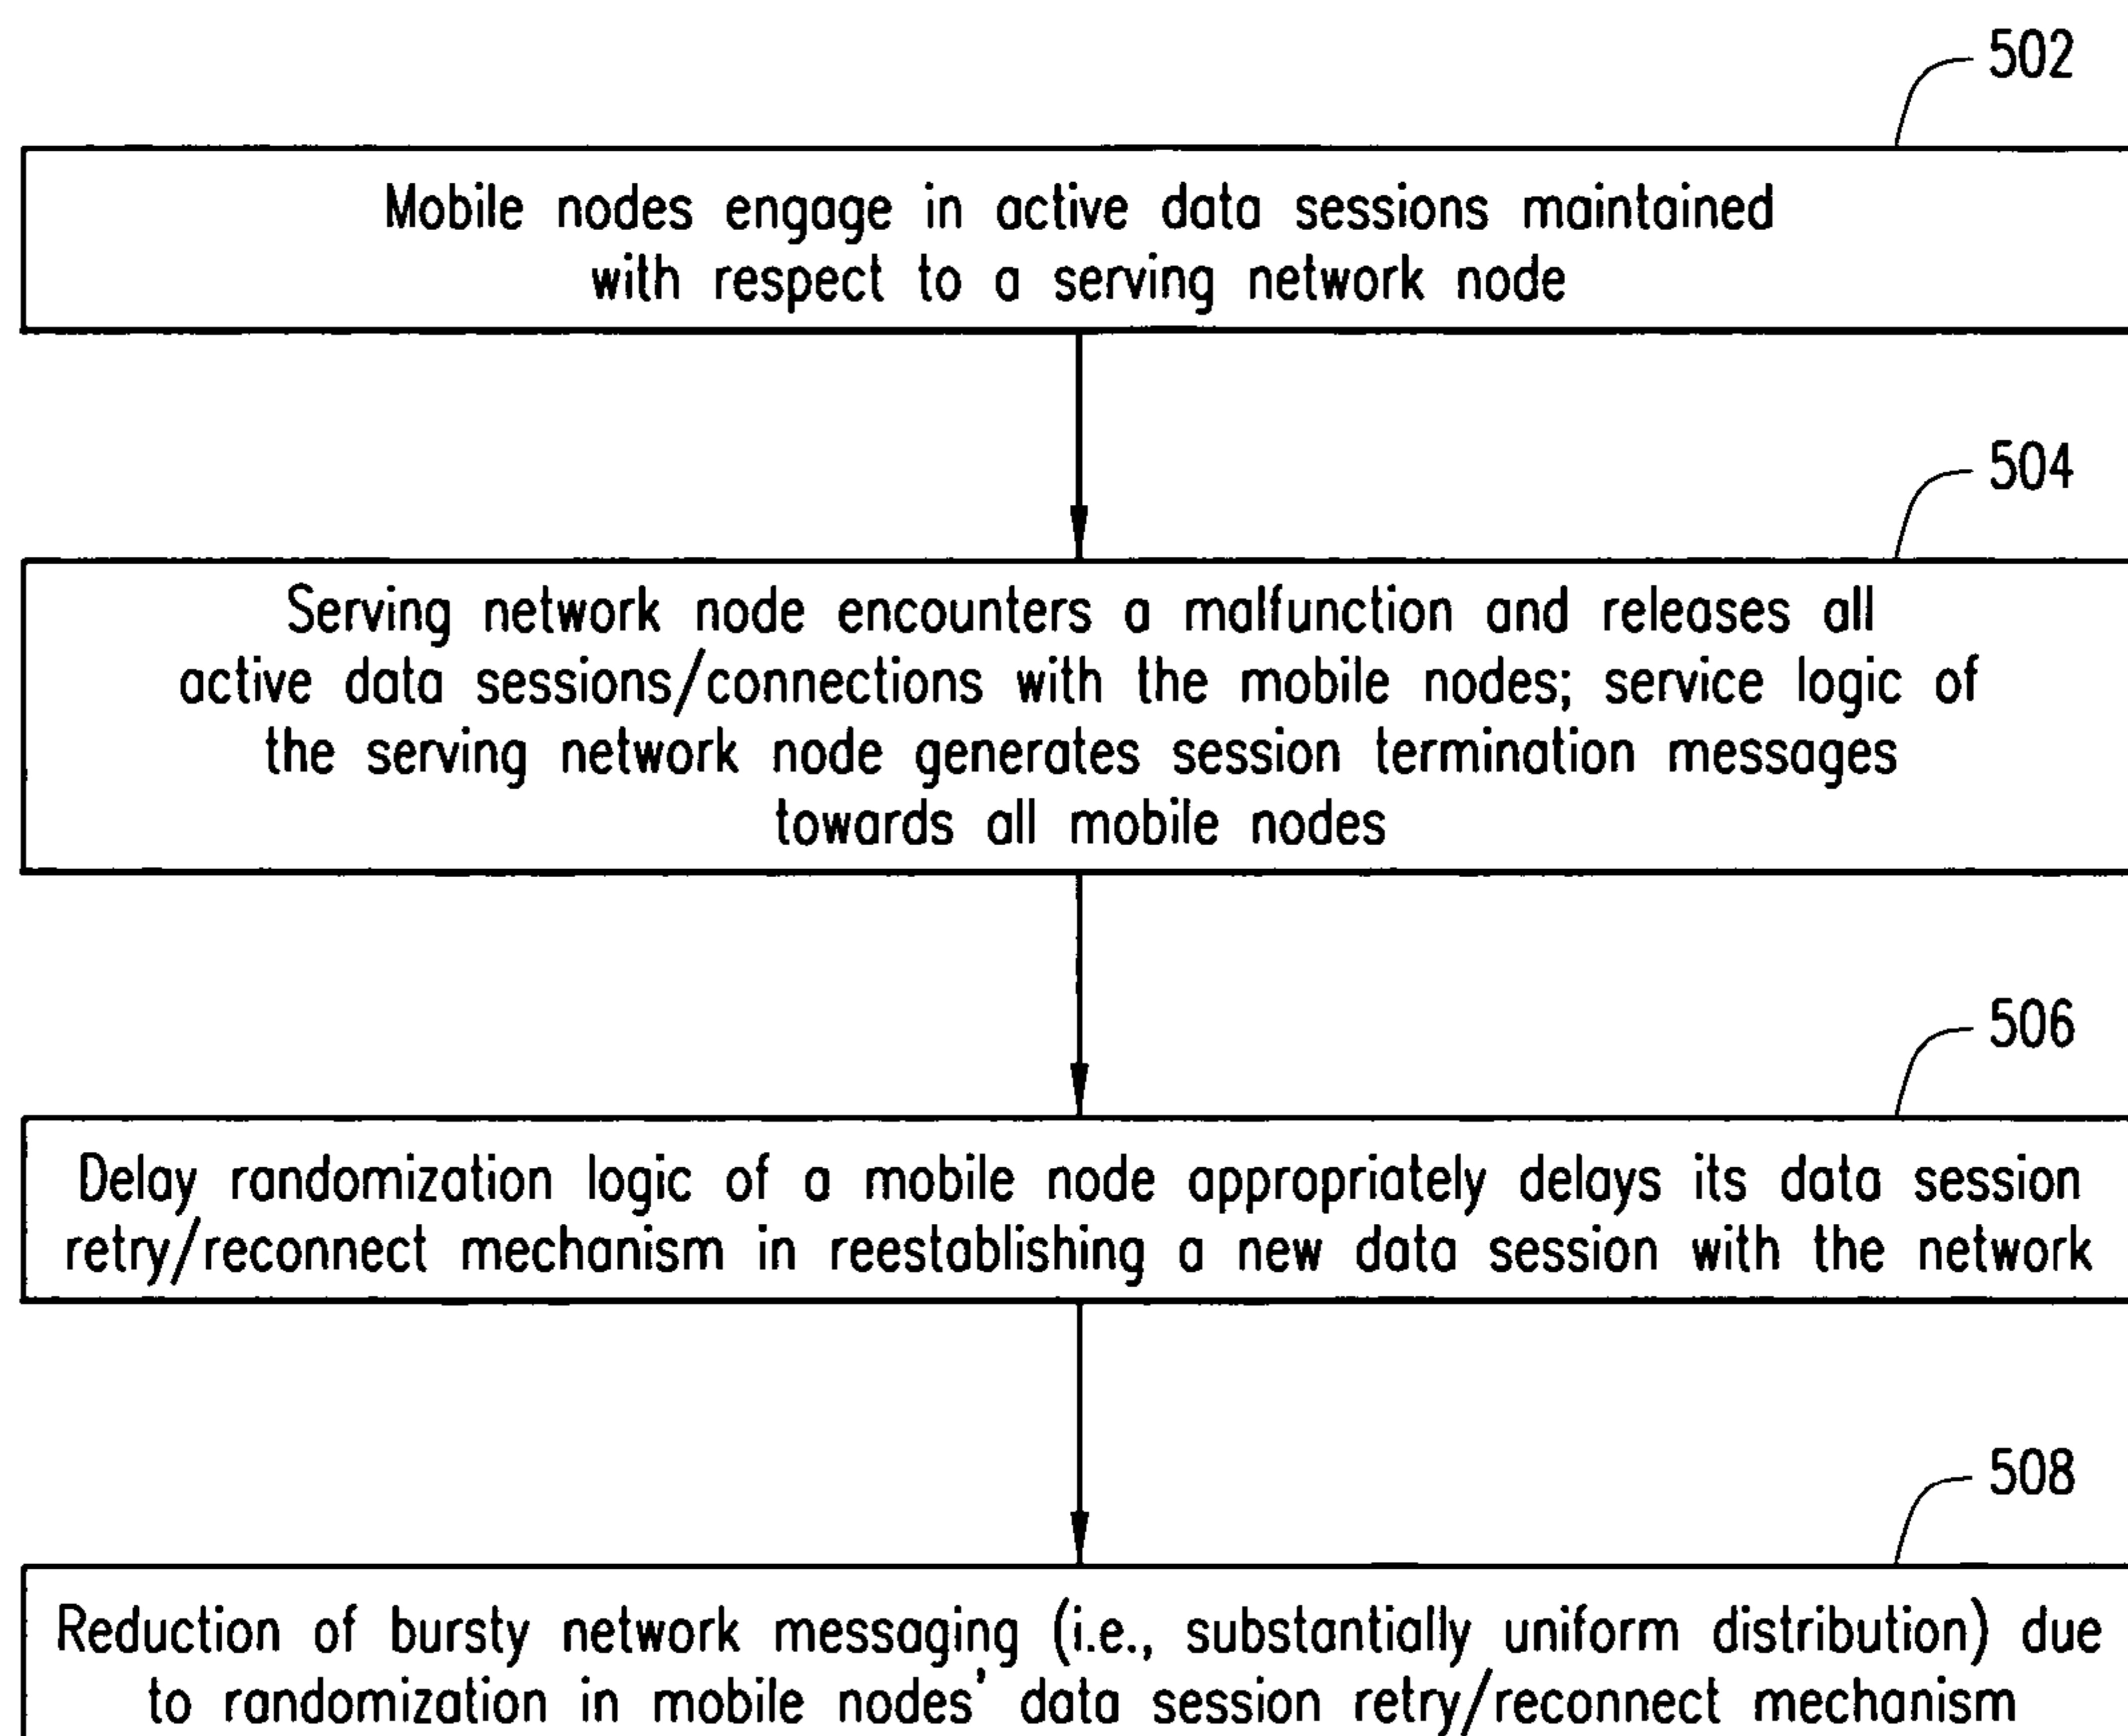 502
Mobile nodes engage in active data sessions maintained
with respect to a serving network node
504
Serving network node encounters a malfunction and releases all
active data sessions/connections with the mobile nodes; service logic of
the serving network node generates session termination messages
towards all mobile nodes
506
Delay randomization logic of a mobile node appropriately delays its data session
retry/reconnect mechanism in reestablishing a new data session with the network
508
Reduction of bursty network messaging (i.e., substantially uniform distribution) due
to randomization in mobile nodes' data session retry/reconnect mechanism